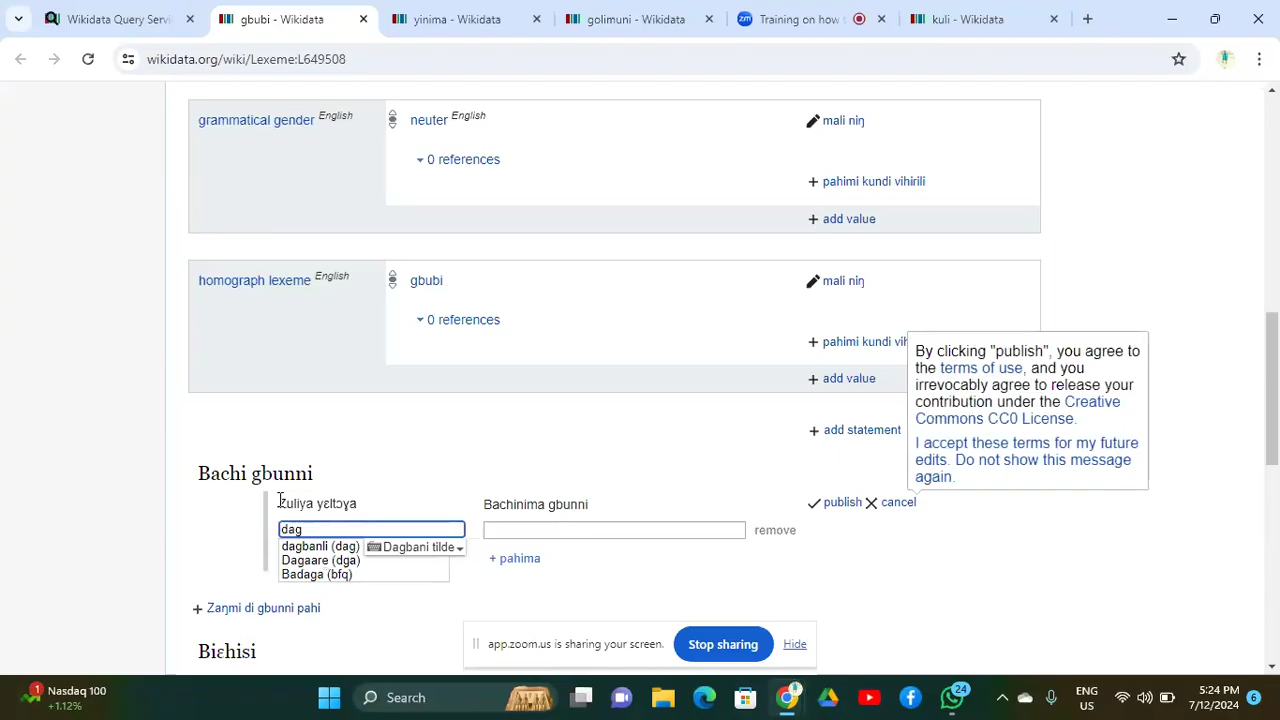 Wikidata Query Servi
gbubi - Wikidata
yinima - Wikidata
golimuni - Wikidata
Training on how
kuli - Wikidata
wikidata.org/wiki/Lexeme:L649508
grammatical gender English
neuter English
mali niŋ
0 references
+ pahimi kundi vihirili
+ add value
homograph lexeme English
gbubi
mali niŋ
0 references
+ pahimi kundi vih
+ add value
By clicking "publish", you agree to
the terms of use, and you
irrevocably agree to release your
contribution under the Creative
Commons CC0 License.
I accept these terms for my future
edits. Do not show this message
again.
+ add statement
Bachi gbunni
Zuliya yɛltɔɣa
Bachinima gbunni
publish
cancel
dag
remove
dagbanli (dag)
Dagbani tilde
Dagaare (dga)
Badaga (bfq)
+ pahima
+ Zaŋmi di gbunni pahi
Biɛhisi
app.zoom.us is sharing your screen.
Stop sharing
Hide
1
Nasdaq 100
+1.12%
Search
24
ENG
US
5:24 PM
7/12/2024
6